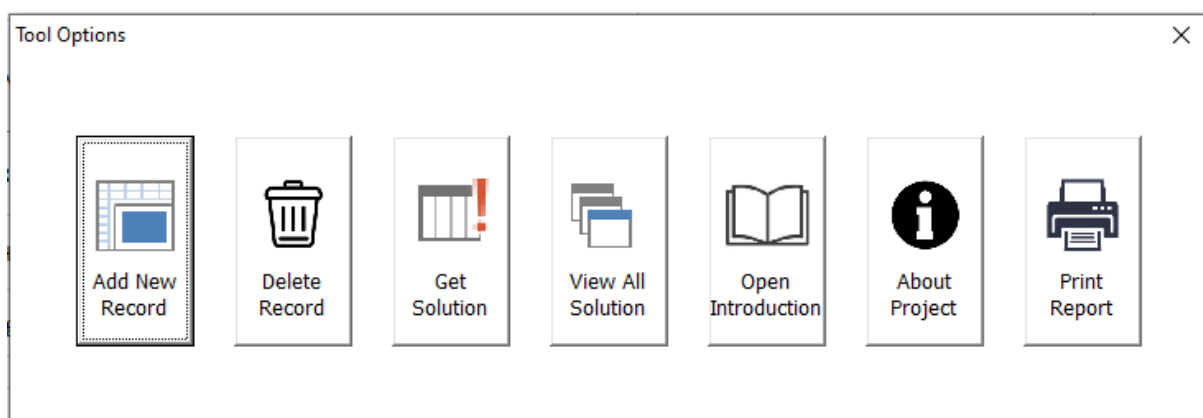 Tool Options
Add New
Record
Delete
Record
Get
Solution
View All
Solution
Open
Introduction
About
Project
Print
Report